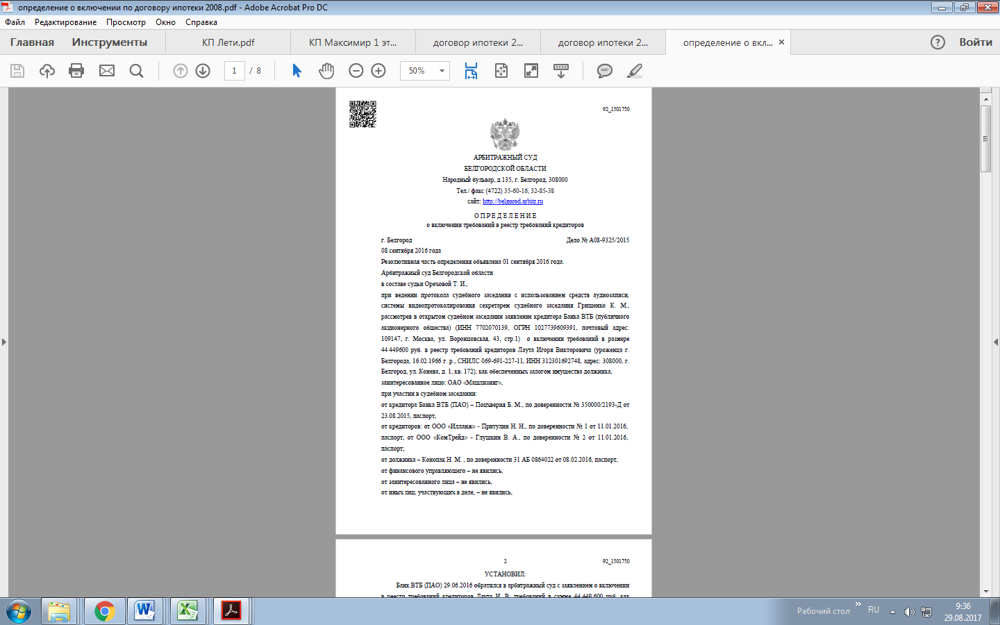 определение о включении по договору ипотеки 2008.pdf - Adobe Acrobat Pro DC
Файл Редактирование Просмотр Окно Справка
Главная Инструменты КП Лети.pdf КП Максимир 1 эт... договор ипотеки 2... договор ипотеки 2... определение о вкл... × ? Войти
1 / 8 50%
92_1501750
АРБИТРАЖНЫЙ СУД
БЕЛГОРОДСКОЙ ОБЛАСТИ
Народный бульвар, д.135, г. Белгород, 308000
Тел./ факс (4722) 35-60-16, 32-85-38
сайт: http://belgorod.arbitr.ru
О П Р Е Д Е Л Е Н И Е
о включении требований в реестр требований кредиторов
г. Белгород Дело № А08-9325/2015
08 сентября 2016 года
Резолютивная часть определения объявлена 01 сентября 2016 года.
Арбитражный суд Белгородской области
в составе судьи Ореховой Т. И.,
при ведении протокола судебного заседания с использованием средств аудиозаписи,
системы видеопротоколирования секретарем судебного заседания Грищенко К. М.,
рассмотрев в открытом судебном заседании заявление кредитора Банка ВТБ (публичного
акционерного общества) (ИНН 7702070139, ОГРН 1027739609391, почтовый адрес:
109147, г. Москва, ул. Воронцовская, 43, стр.1) о включении требований в размере
44 449600 руб. в реестр требований кредиторов Лаута Игоря Викторовича (уроженца г.
Белгорода, 16.02.1966 г. р., СНИЛС 069-691-227-11, ИНН 312301692748, адрес: 308000, г.
Белгород, ул. Конева, д. 1, кв. 172), как обеспеченных залогом имущества должника,
заинтересованное лицо: ОАО «Машлизинг»,
при участии в судебном заседании:
от кредитора Банка ВТБ (ПАО) – Поцхверия Б. М., по доверенности № 350000/2193-Д от
23.08.2015, паспорт,
от кредиторов: от ООО «Илланж» - Притулин Н. Н., по доверенности № 1 от 11.01.2016,
паспорт, от ООО «КомТрейд» - Глушкин В. А., по доверенности № 2 от 11.01.2016,
паспорт;
от должника – Конопак Н. М. , по доверенности 31 АБ 0864022 от 08.02.2016, паспорт,
от финансового управляющего – не явились,
от заинтересованного лица – не явились,
от иных лиц, участвующих в деле, – не явились,
2 92_1501750
УСТАНОВИЛ:
Банк ВТБ (ПАО) 29.06.2016 обратился в арбитражный суд с заявлением о включении
в реестр требований кредиторов Лаута И. В. требований в сумме 44 449 600 руб. как
Рабочий стол » RU 9:36
29.08.2017